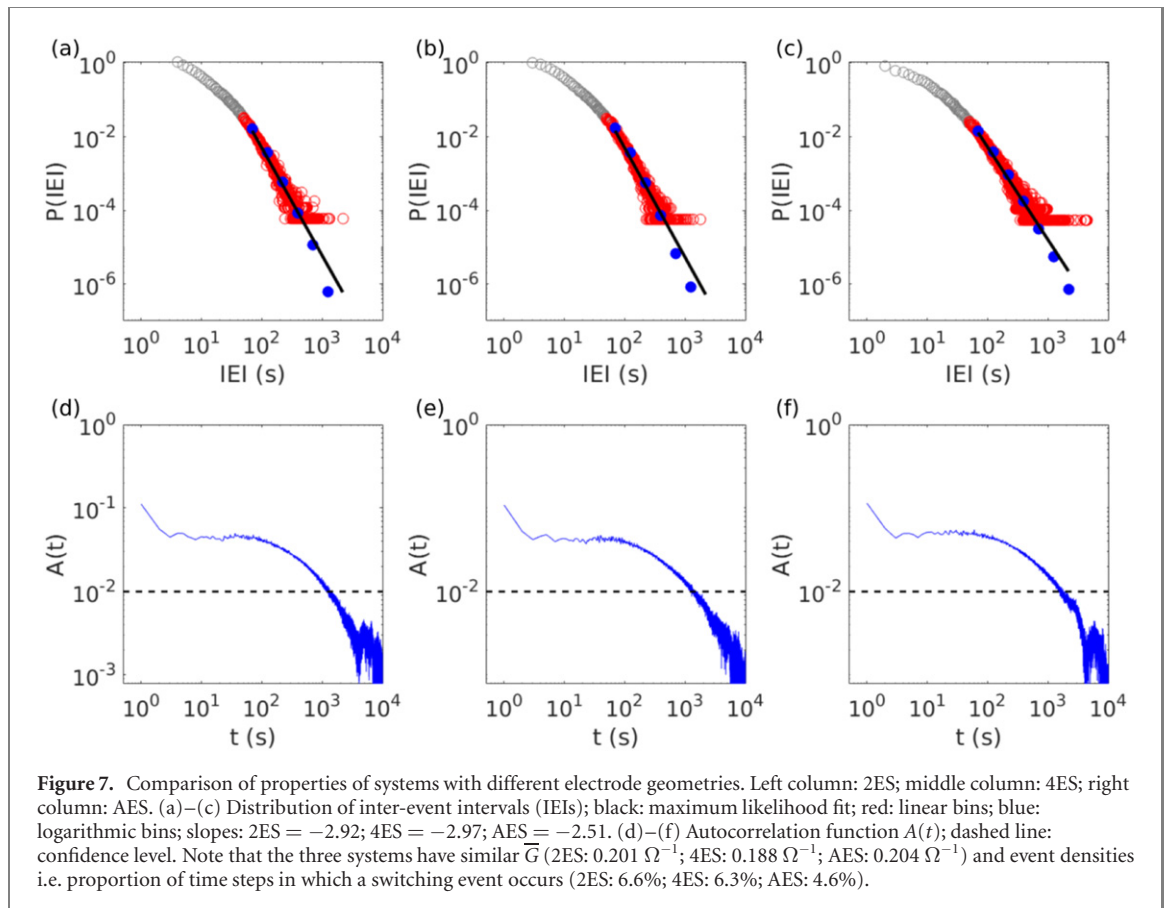 (a) (b) (c)
10^0 10^0 10^0
10^-2 10^-2 10^-2
P(IEI) P(IEI) P(IEI)
10^-4 10^-4 10^-4
10^-6 10^-6 10^-6
10^0 10^1 10^2 10^3 10^4 10^0 10^1 10^2 10^3 10^4 10^0 10^1 10^2 10^3 10^4
IEI (s) IEI (s) IEI (s)
(d) (e) (f)
10^0 10^0 10^0
10^-1
A(t) A(t) A(t)
10^-2 10^-2 10^-2
10^-3
10^0 10^1 10^2 10^3 10^4 10^0 10^1 10^2 10^3 10^4 10^0 10^1 10^2 10^3 10^4
t (s) t (s) t (s)
Figure 7. Comparison of properties of systems with different electrode geometries. Left column: 2ES; middle column: 4ES; right
column: AES. (a)–(c) Distribution of inter-event intervals (IEIs); black: maximum likelihood fit; red: linear bins; blue:
logarithmic bins; slopes: 2ES = −2.92; 4ES = −2.97; AES = −2.51. (d)–(f) Autocorrelation function A(t); dashed line:
confidence level. Note that the three systems have similar G̅ (2ES: 0.201 Ω^−1; 4ES: 0.188 Ω^−1; AES: 0.204 Ω^−1) and event densities
i.e. proportion of time steps in which a switching event occurs (2ES: 6.6%; 4ES: 6.3%; AES: 4.6%).